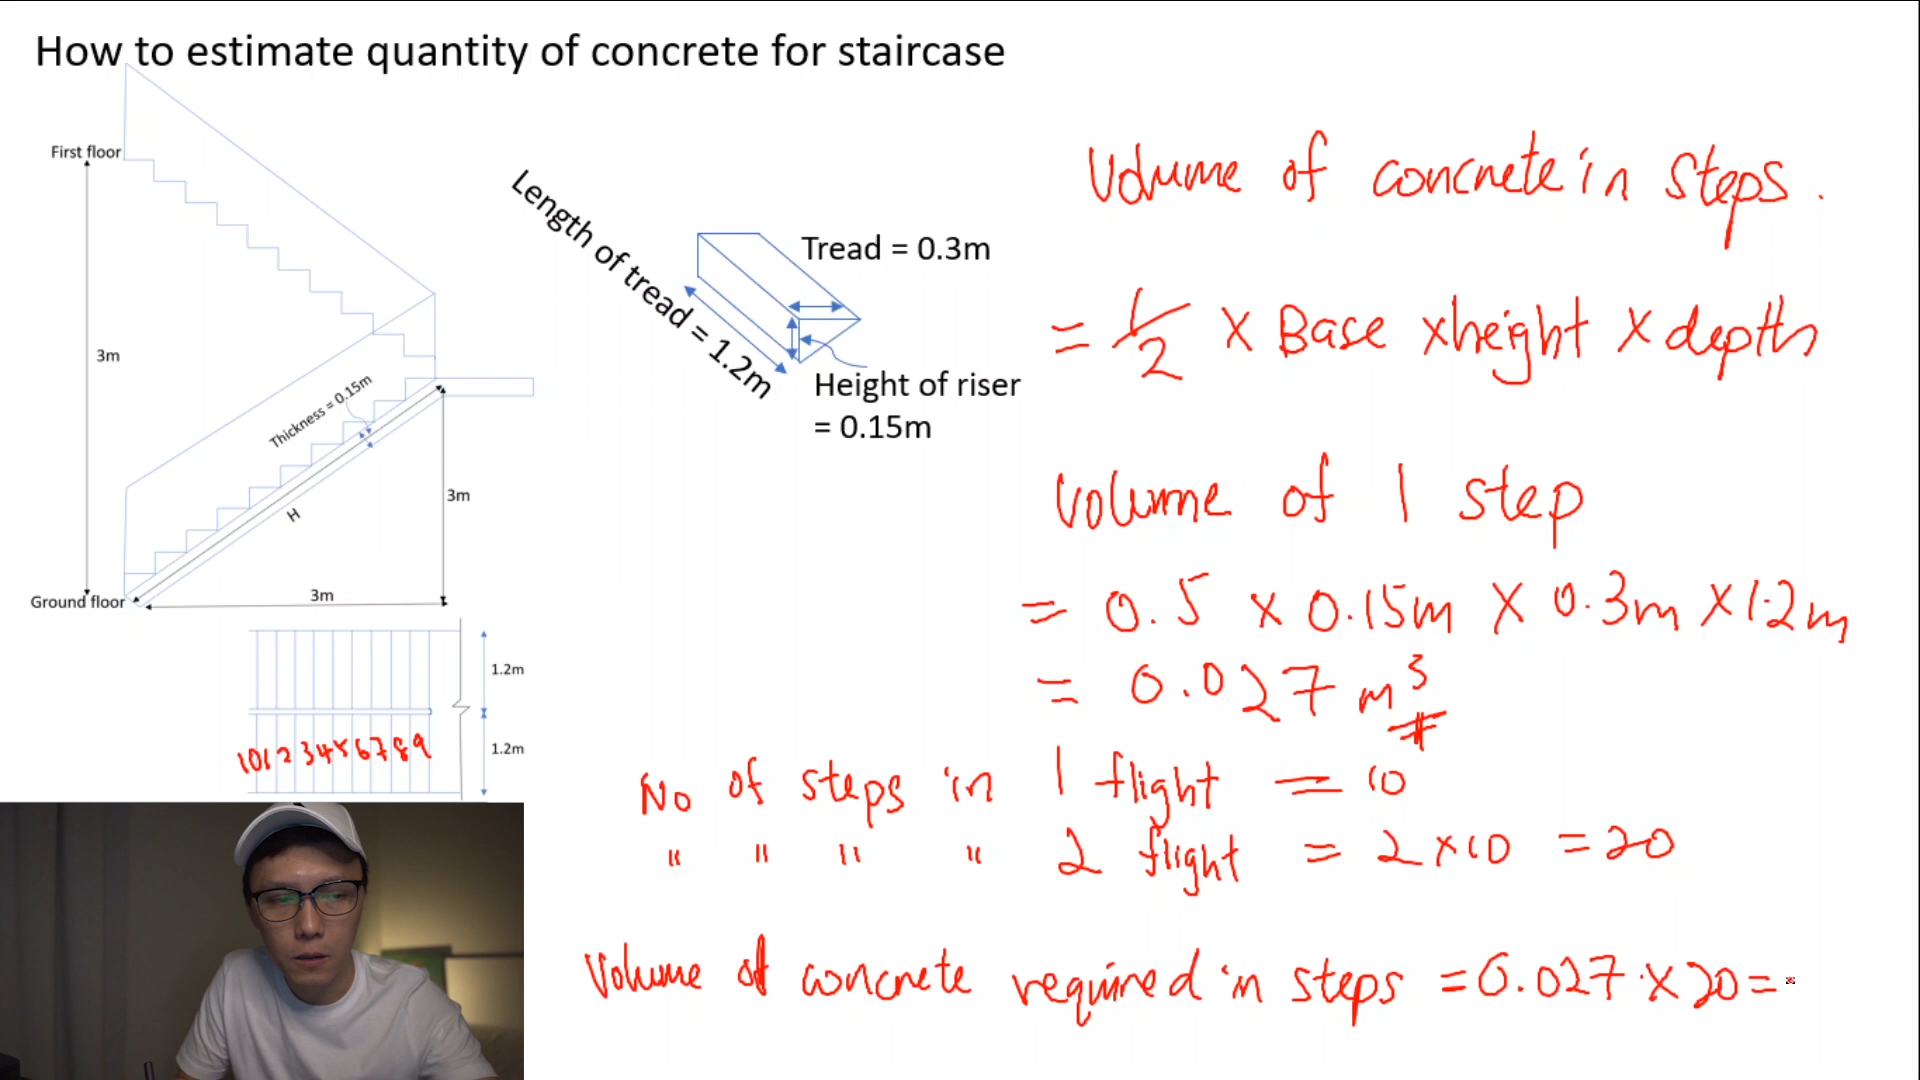 How to estimate quantity of concrete for staircase
First floor
3m
Thickness = 0.15m
H
3m
Ground floor
3m
1.2m
1.2m
10 1 2 3 4 5 6 7 8 9
Length of tread = 1.2m
Tread = 0.3m
Height of riser
= 0.15m
Volume of concrete in steps.
= 1/2 x Base x height x depth
Volume of 1 step
= 0.5 x 0.15m x 0.3m x 1.2m
= 0.027 m³
No of steps in 1 flight = 10
" " " " 2 flight = 2 x 10 = 20
Volume of concrete required in steps = 0.027 x 20 =